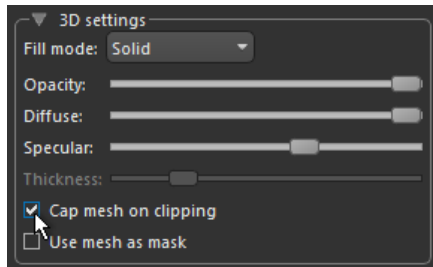 3D settings
Fill mode: Solid
Opacity:
Diffuse:
Specular:
Thickness:
Cap mesh on clipping
Use mesh as mask